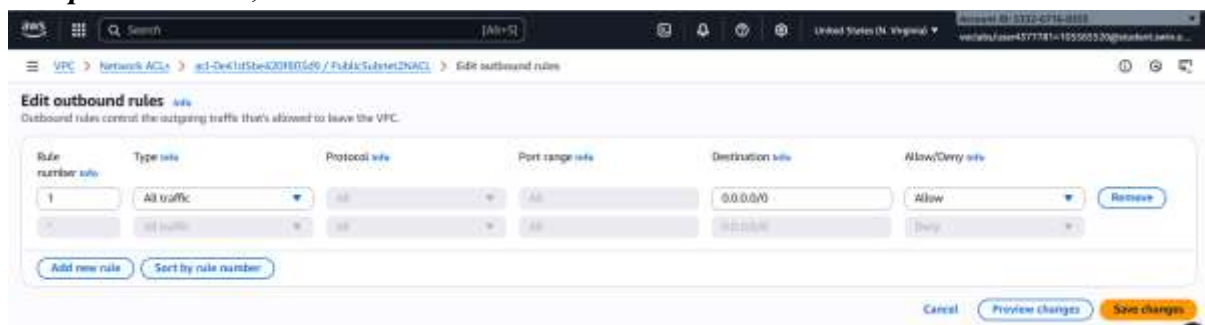 aws Search [Alt+S] United States (N. Virginia)
VPC > Network ACLs > / PublicSubnet2NACL > Edit outbound rules
Edit outbound rules Info
Outbound rules control the outgoing traffic that's allowed to leave the VPC.
Rule number Info Type Info Protocol Info Port range Info Destination Info Allow/Deny Info
1 All traffic All All 0.0.0.0/0 Allow Remove
* All traffic All All 0.0.0.0/0 Deny
Add new rule Sort by rule number
Cancel Preview changes Save changes